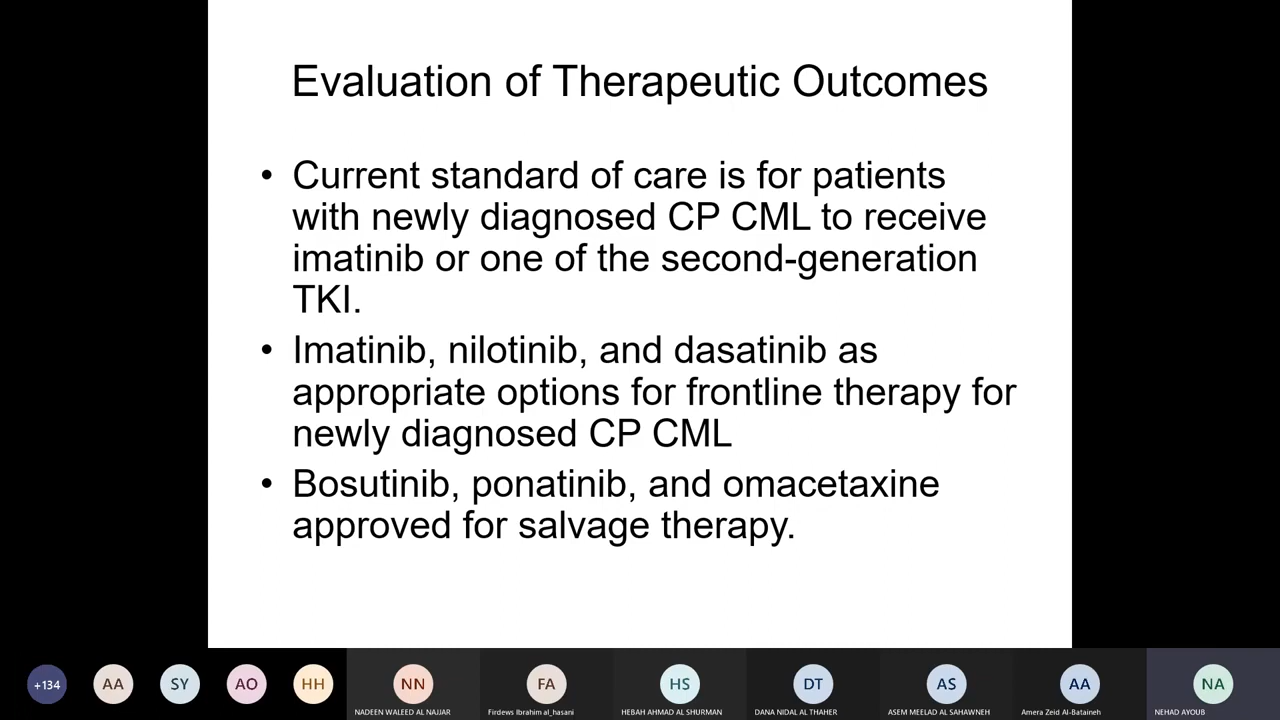 Evaluation of Therapeutic Outcomes
• Current standard of care is for patients
with newly diagnosed CP CML to receive
imatinib or one of the second-generation
TKI.
• Imatinib, nilotinib, and dasatinib as
appropriate options for frontline therapy for
newly diagnosed CP CML
• Bosutinib, ponatinib, and omacetaxine
approved for salvage therapy.
+134 AA SY AO HH NN FA HS DT AS AA NA
NADEEN WALEED AL NAJJAR Firdews Ibrahim al_hasani HEBAH AHMAD AL SHURMAN DANA NIDAL AL THAHER ASEM MEELAD AL SAHAWNEH Amera Zeid Al-Bataineh NEHAD AYOUB